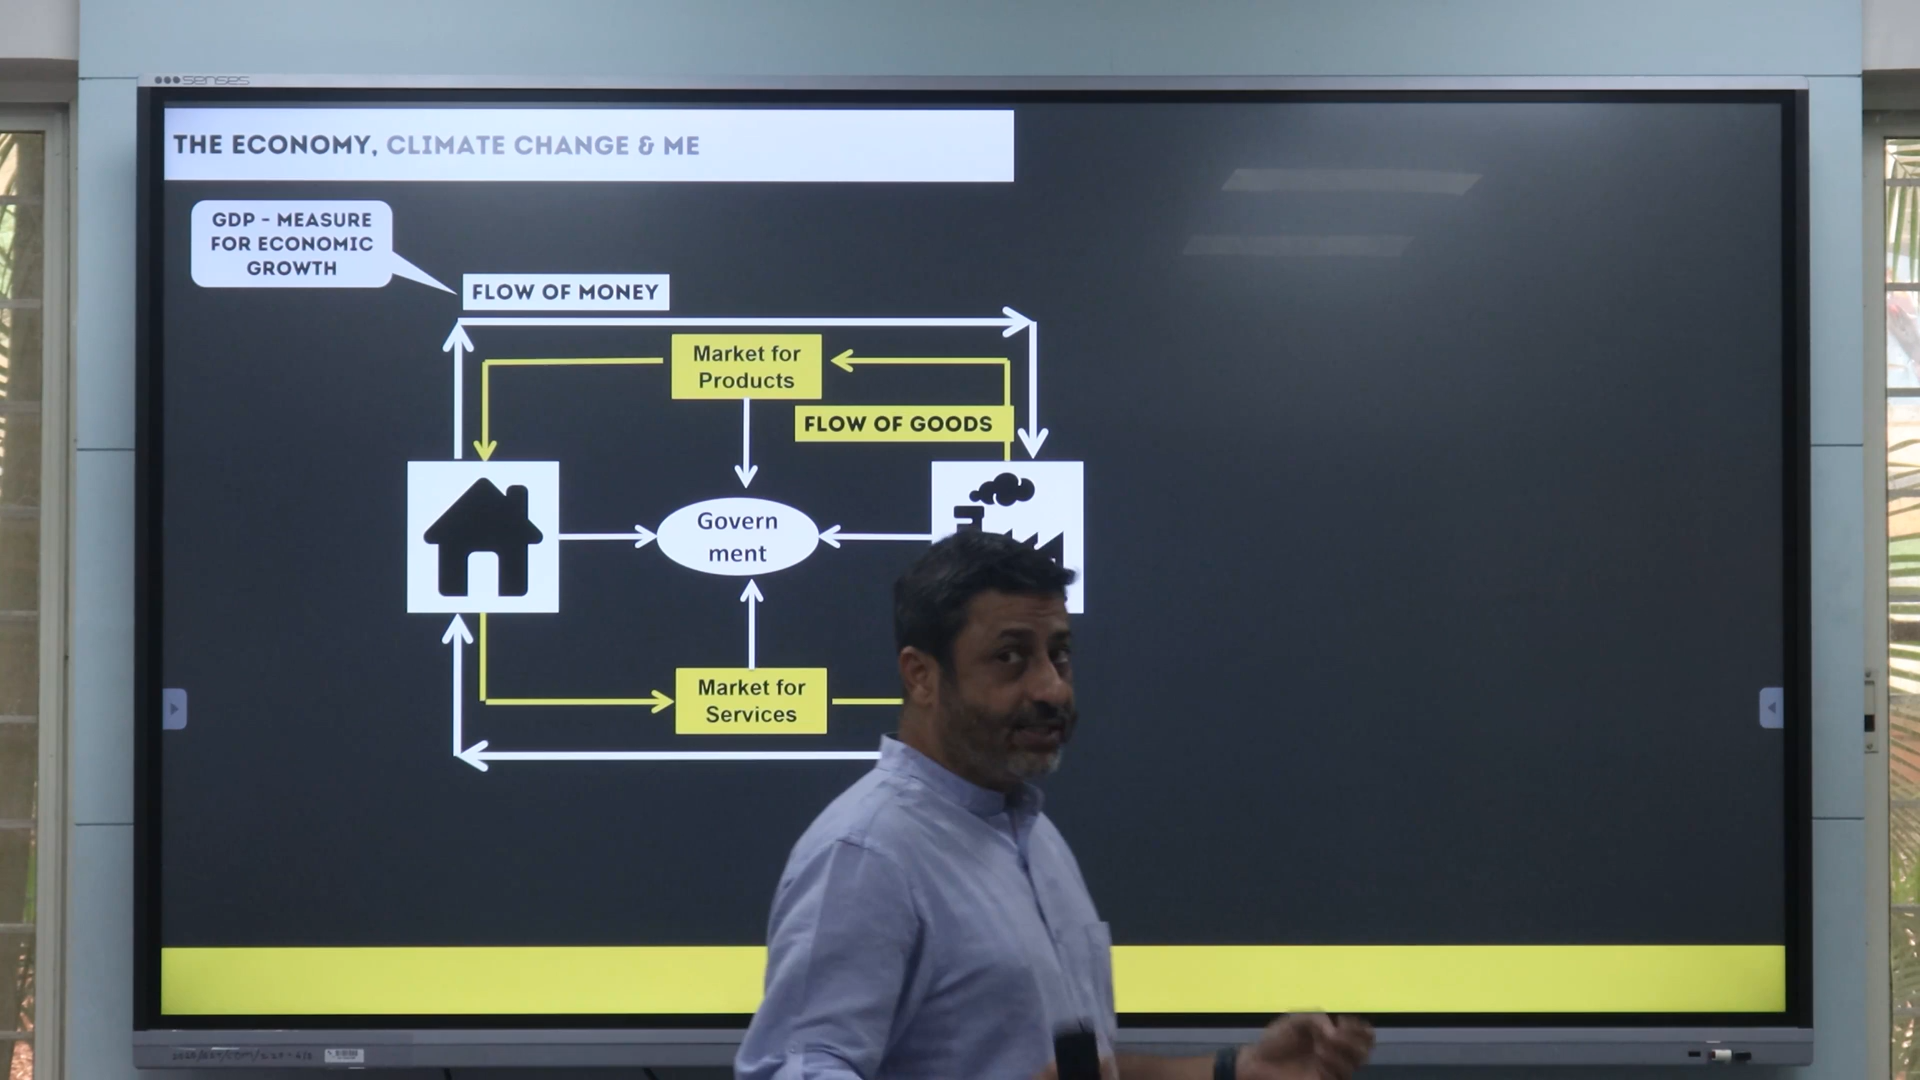 senses
THE ECONOMY, CLIMATE CHANGE & ME
GDP - MEASURE
FOR ECONOMIC
GROWTH
FLOW OF MONEY
Market for
Products
FLOW OF GOODS
Govern
ment
Market for
Services